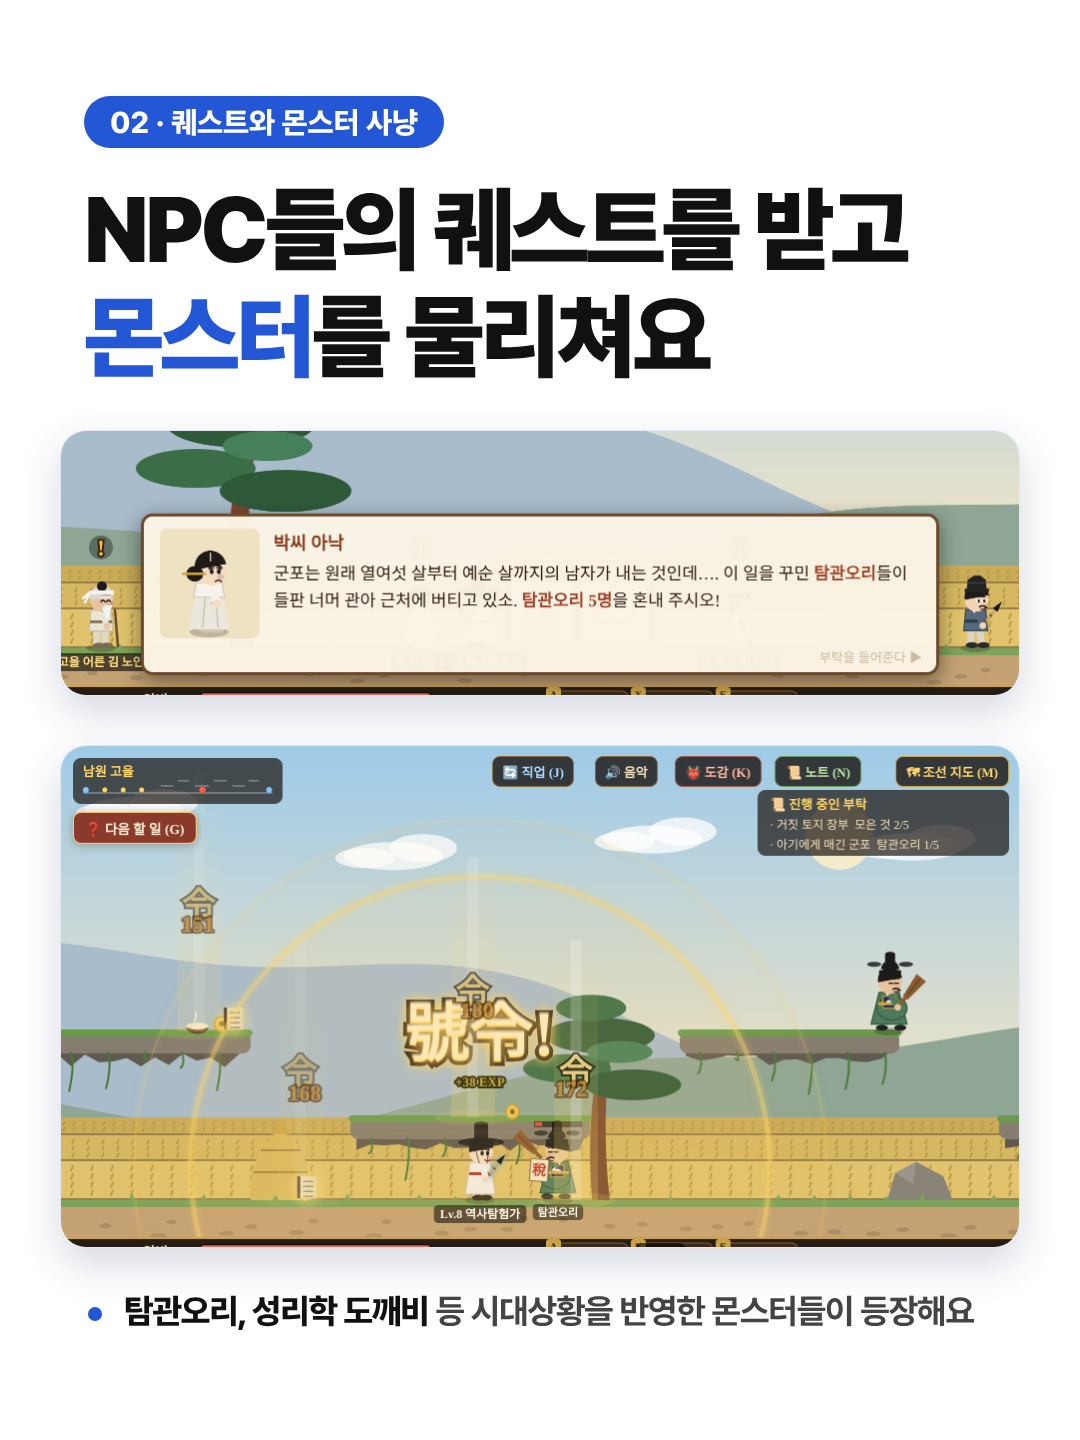 02 · 퀘스트와 몬스터 사냥
NPC들의 퀘스트를 받고
몬스터를 물리쳐요
!
박씨 아낙
군포는 원래 열여섯 살부터 예순 살까지의 남자가 내는 것인데…. 이 일을 꾸민 탐관오리들이
들판 너머 관아 근처에 버티고 있소. 탐관오리 5명을 혼내 주시오!
고을 어른 김 노인
부탁을 들어준다 ▶
남원 고을
직업 (J)
음악
도감 (K)
노트 (N)
조선 지도 (M)
진행 중인 부탁
· 거짓 토지 장부 모은 것 2/5
· 아기에게 매긴 군포 탐관오리 1/5
❓ 다음 할 일 (G)
令
151
令
180
號令!
令
168
+38 EXP
令
172
稅
Lv.8 역사탐험가
탐관오리
탐관오리, 성리학 도깨비 등 시대상황을 반영한 몬스터들이 등장해요